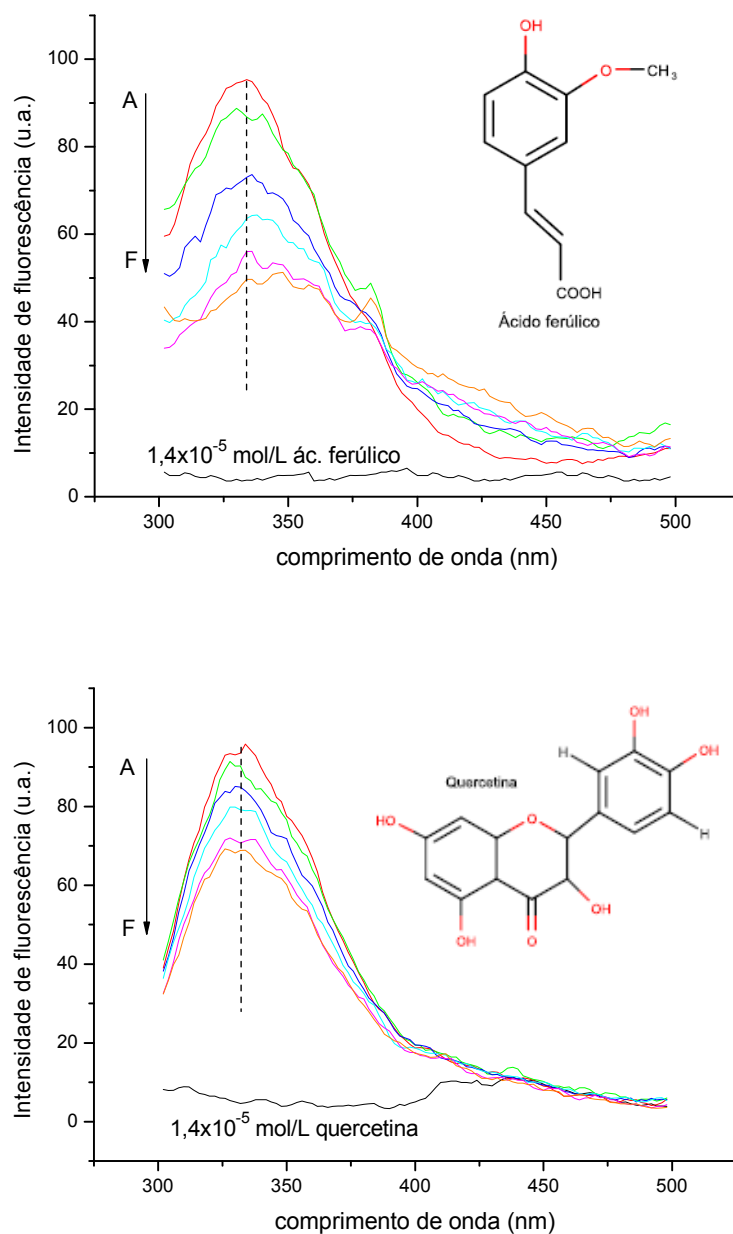 Intensidade de fluorescência (u.a.)
100
80
60
40
20
0
A
F
OH
O
CH₃
COOH
Ácido ferúlico
1,4x10⁻⁵ mol/L ác. ferúlico
300
350
400
450
500
comprimento de onda (nm)
Intensidade de fluorescência (u.a.)
100
80
60
40
20
0
A
F
OH
OH
H
Quercetina
HO
O
H
OH
OH
O
1,4x10⁻⁵ mol/L quercetina
300
350
400
450
500
comprimento de onda (nm)